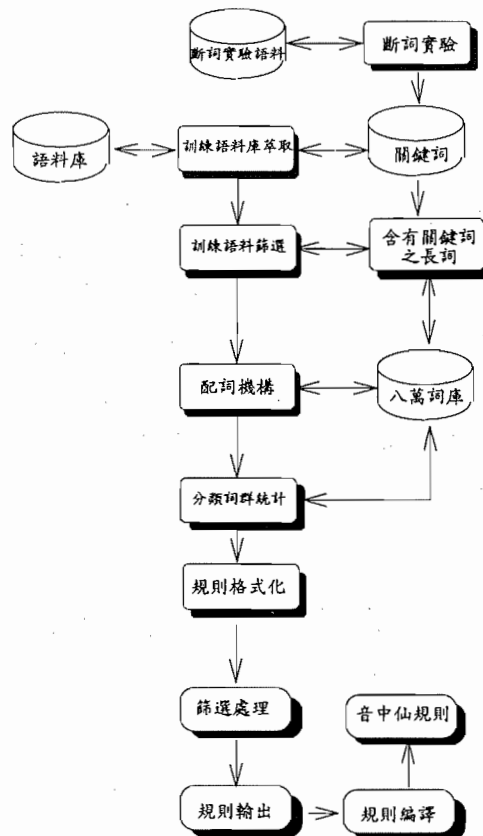 斷詞實驗語料
斷詞實驗
語料庫
訓練語料庫萃取
關鍵詞
訓練語料篩選
含有關鍵詞
之長詞
配詞機構
八萬詞庫
分類詞群統計
規則格式化
篩選處理
音中仙規則
規則輸出
規則編譯